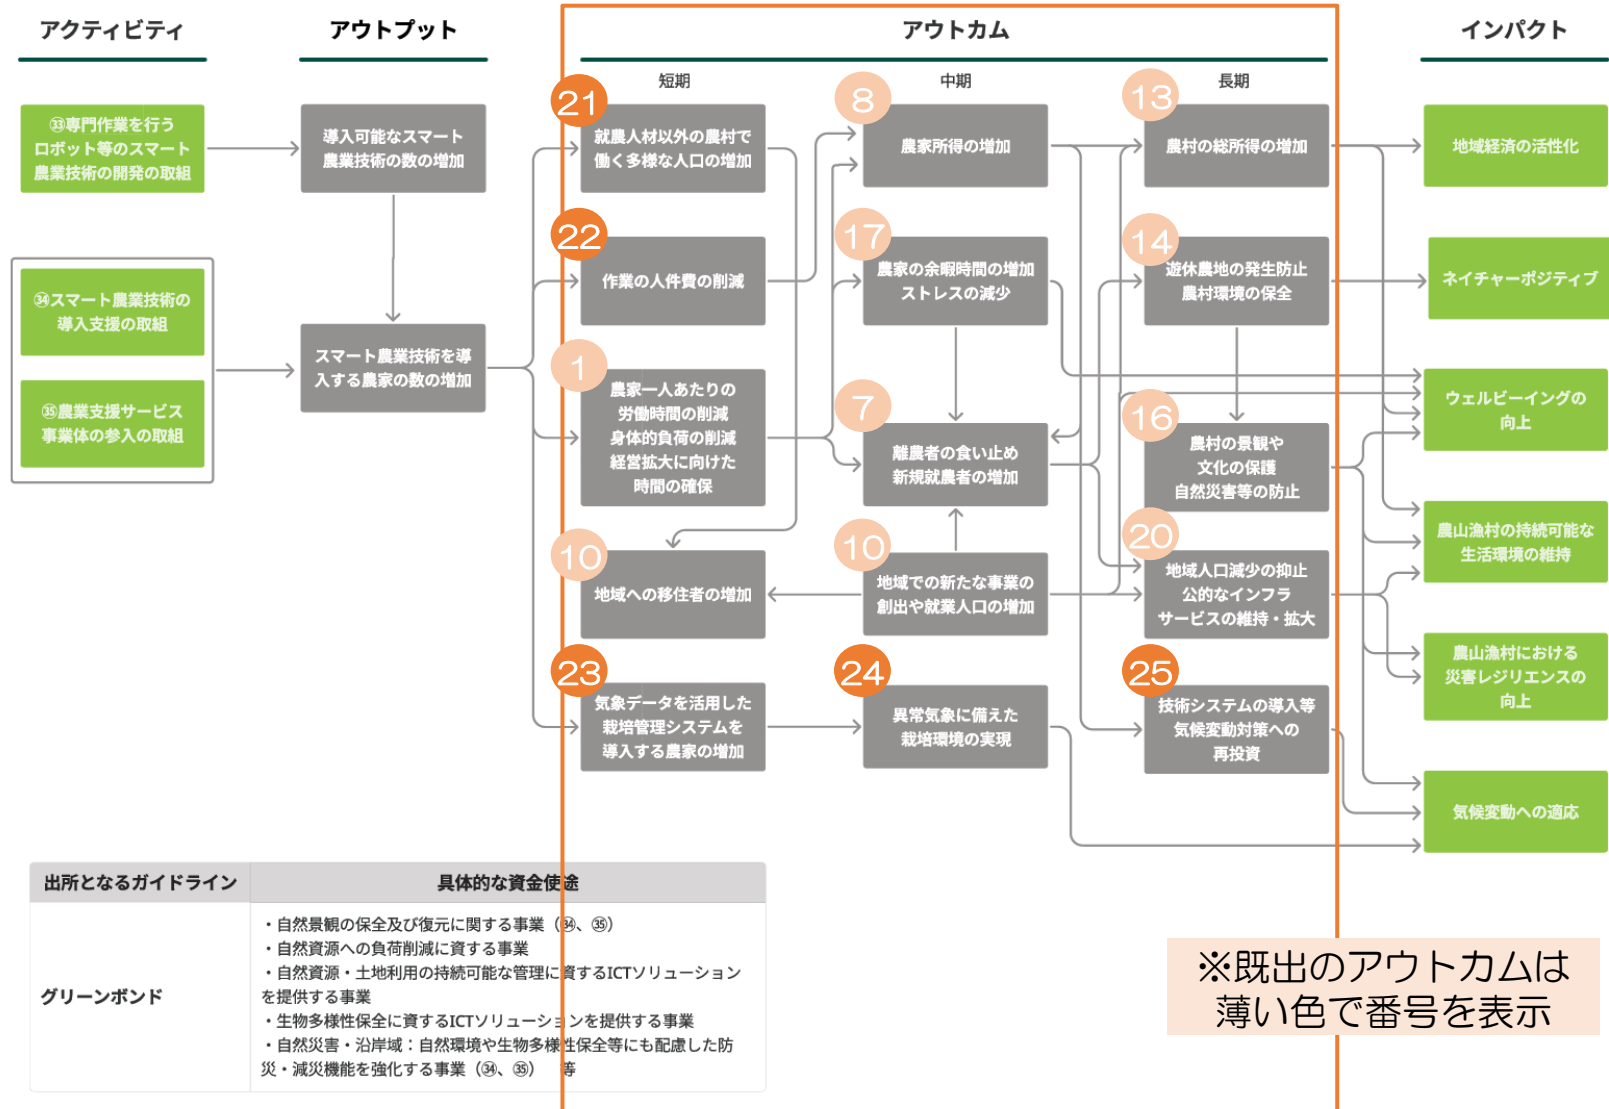 アクティビティ
アウトプット
アウトカム
インパクト
短期
中期
長期
㉝専門作業を行う
ロボット等のスマート
農業技術の開発の取組
㉞スマート農業技術の
導入支援の取組
㉟農業支援サービス
事業体の参入の取組
導入可能なスマート
農業技術の数の増加
スマート農業技術を導
入する農家の数の増加
21
就農人材以外の農村で
働く多様な人口の増加
22
作業の人件費の削減
1
農家一人あたりの
労働時間の削減
身体的負荷の削減
経営拡大に向けた
時間の確保
10
地域への移住者の増加
23
気象データを活用した
栽培管理システムを
導入する農家の増加
8
農家所得の増加
17
農家の余暇時間の増加
ストレスの減少
7
離農者の食い止め
新規就農者の増加
10
地域での新たな事業の
創出や就業人口の増加
24
異常気象に備えた
栽培環境の実現
13
農村の総所得の増加
14
遊休農地の発生防止
農村環境の保全
16
農村の景観や
文化の保護
自然災害等の防止
20
地域人口減少の抑止
公的なインフラ
サービスの維持・拡大
25
技術システムの導入等
気候変動対策への
再投資
地域経済の活性化
ネイチャーポジティブ
ウェルビーイングの
向上
農山漁村の持続可能な
生活環境の維持
農山漁村における
災害レジリエンスの
向上
気候変動への適応
出所となるガイドライン
具体的な資金使途
グリーンボンド
・自然景観の保全及び復元に関する事業（㉞、㉟）
・自然資源への負荷削減に資する事業
・自然資源・土地利用の持続可能な管理に資するICTソリューション
を提供する事業
・生物多様性保全に資するICTソリューションを提供する事業
・自然災害・沿岸域：自然環境や生物多様性保全等にも配慮した防
災・減災機能を強化する事業（㉞、㉟）　等
※既出のアウトカムは
薄い色で番号を表示